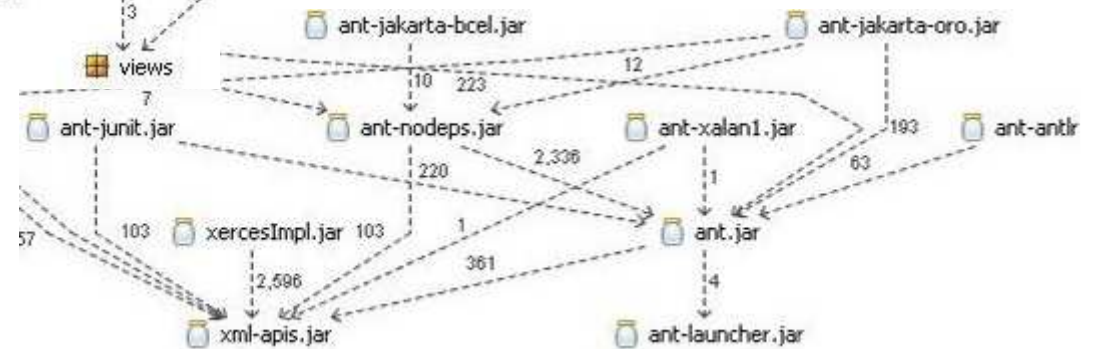 3
ant-jakarta-bcel.jar
ant-jakarta-oro.jar
views
10
223
12
7
ant-junit.jar
ant-nodeps.jar
ant-xalan1.jar
193
ant-antlr
220
2,336
1
63
57
103
xercesImpl.jar
103
1
ant.jar
2,596
361
4
xml-apis.jar
ant-launcher.jar